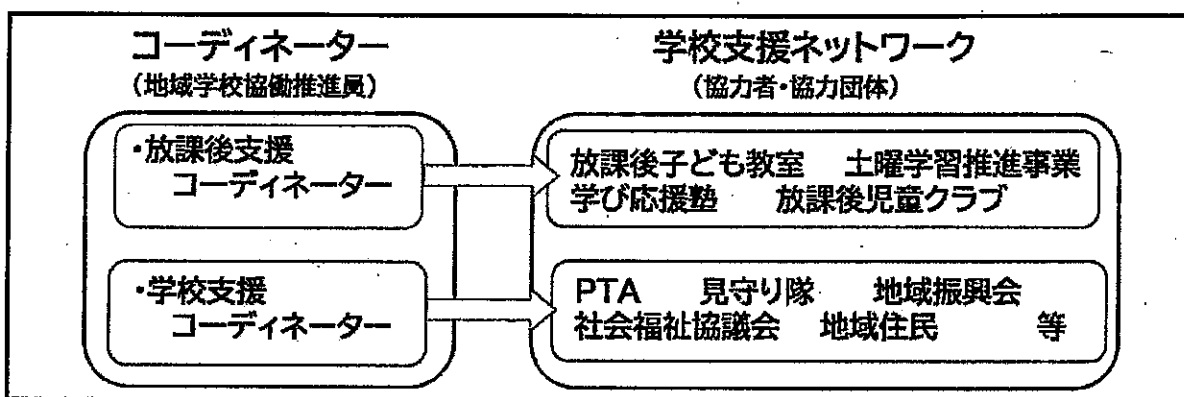 コーディネーター
(地域学校協働推進員)
・放課後支援
コーディネーター
・学校支援
コーディネーター
学校支援ネットワーク
(協力者・協力団体)
放課後子ども教室 土曜学習推進事業
学び応援塾 放課後児童クラブ
PTA 見守り隊 地域振興会
社会福祉協議会 地域住民 等